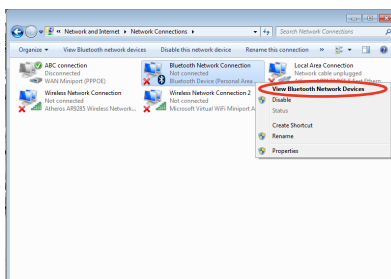 « Network and Internet ▸ Network Connections ▸
Search Network Connections
Organize ▾ View Bluetooth network devices Disable this network device Rename this connection »
ABC connection
Disconnected
WAN Miniport (PPPOE)
Bluetooth Network Connection
Not connected
Bluetooth Device (Personal Area ...
Local Area Connection
Network cable unplugged
Wireless Network Connection
Not connected
Atheros AR9285 Wireless Network...
Wireless Network Connection 2
Not connected
Microsoft Virtual WiFi Miniport A
View Bluetooth Network Devices
Disable
Status
Create Shortcut
Rename
Properties